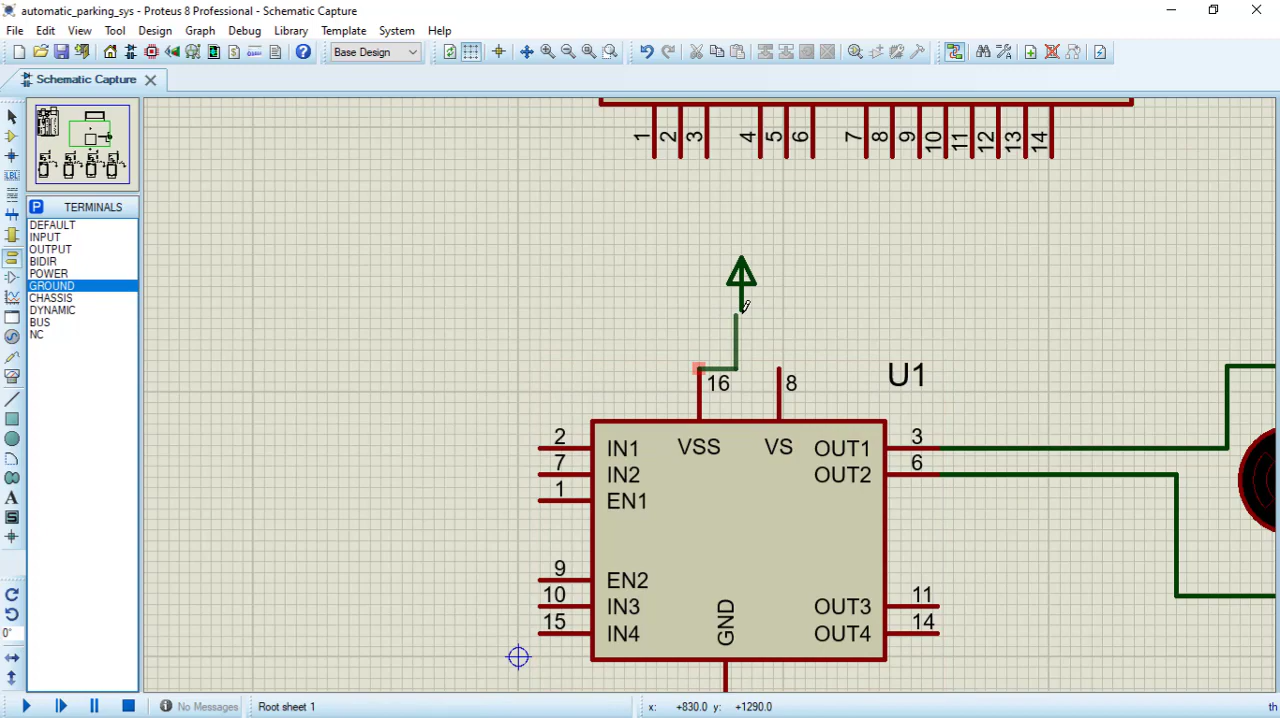 automatic_parking_sys - Proteus 8 Professional - Schematic Capture
File Edit View Tool Design Graph Debug Library Template System Help
Base Design
Schematic Capture
LBL
P TERMINALS
DEFAULT
INPUT
OUTPUT
BIDIR
POWER
GROUND
CHASSIS
DYNAMIC
BUS
NC
A
S
0°
1 2 3 4 5 6 7 8 9 10 11 12 13 14
16 8 U1
2 IN1 VSS VS OUT1 3
7 IN2 OUT2 6
1 EN1
9 EN2
10 IN3 OUT3 11
15 IN4 GND OUT4 14
No Messages Root sheet 1 x: +830.0 y: +1290.0 th